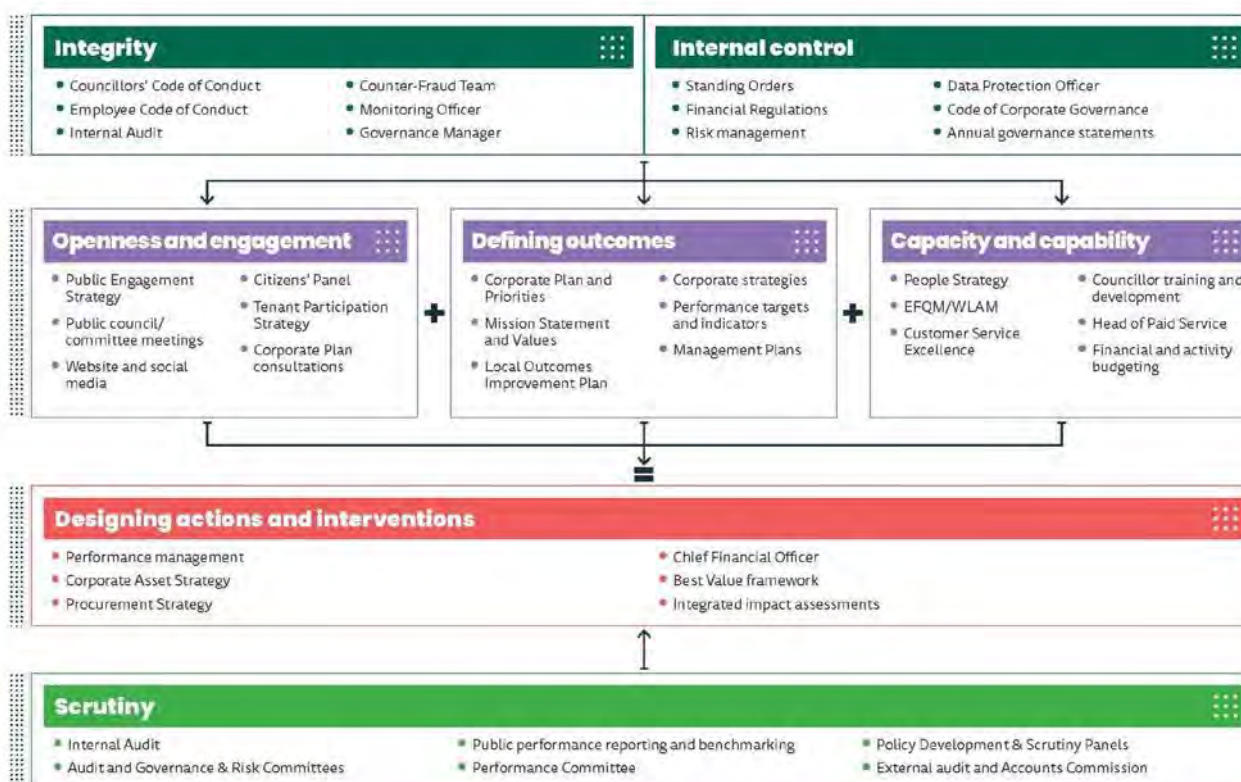 Integrity
• Councillors' Code of Conduct
• Employee Code of Conduct
• Internal Audit
• Counter-Fraud Team
• Monitoring Officer
• Governance Manager
Internal control
• Standing Orders
• Financial Regulations
• Risk management
• Data Protection Officer
• Code of Corporate Governance
• Annual governance statements
Openness and engagement
• Public Engagement
Strategy
• Public council/
committee meetings
• Website and social
media
• Citizens' Panel
• Tenant Participation
Strategy
• Corporate Plan
consultations
+
Defining outcomes
• Corporate Plan and
Priorities
• Mission Statement
and Values
• Local Outcomes
Improvement Plan
• Corporate strategies
• Performance targets
and indicators
• Management Plans
+
Capacity and capability
• People Strategy
• EFQM/WLAM
• Customer Service
Excellence
• Councillor training and
development
• Head of Paid Service
• Financial and activity
budgeting
=
Designing actions and interventions
• Performance management
• Corporate Asset Strategy
• Procurement Strategy
• Chief Financial Officer
• Best Value framework
• Integrated impact assessments
Scrutiny
• Internal Audit
• Audit and Governance & Risk Committees
• Public performance reporting and benchmarking
• Performance Committee
• Policy Development & Scrutiny Panels
• External audit and Accounts Commission